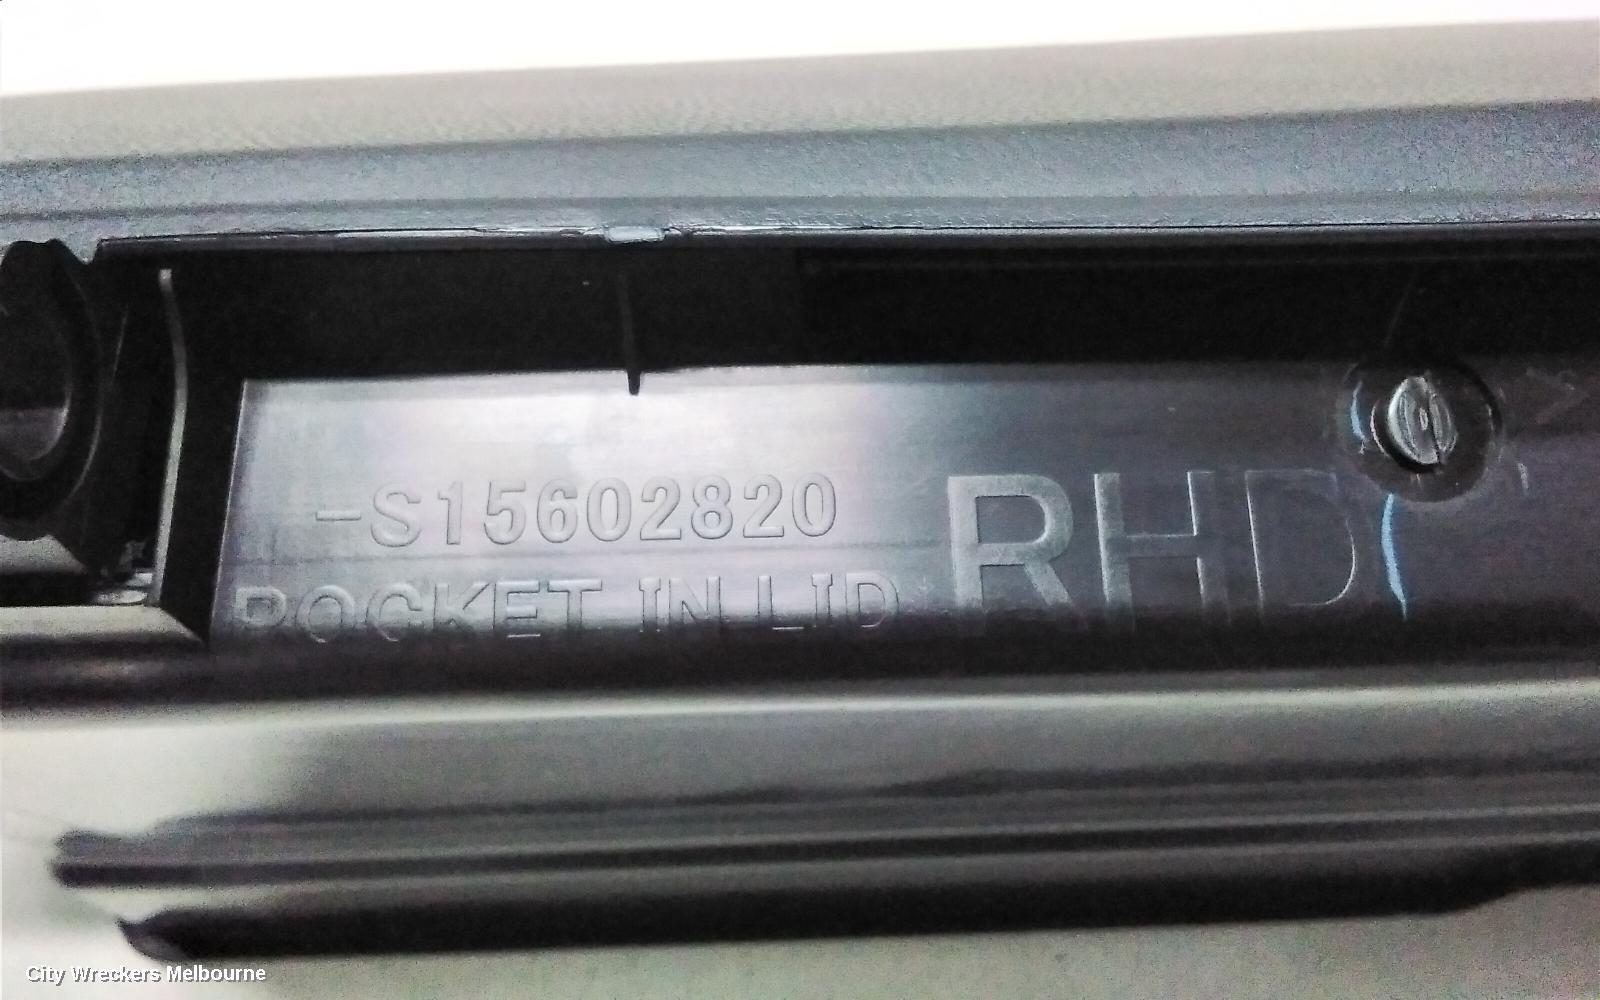 -S15602820
POCKET IN LID
RHD
City Wreckers Melbourne